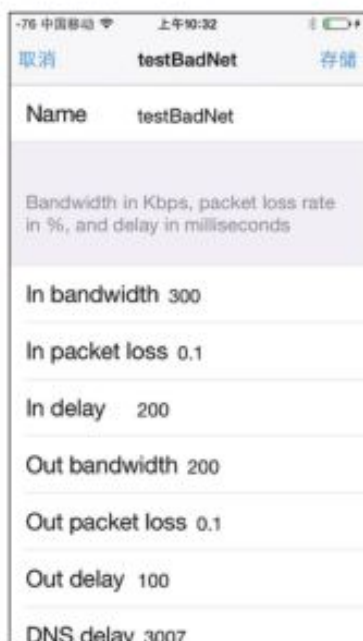 -76 中国移动 上午10:32
取消 testBadNet 存储
Name testBadNet
Bandwidth in Kbps, packet loss rate
in %, and delay in milliseconds
In bandwidth 300
In packet loss 0.1
In delay 200
Out bandwidth 200
Out packet loss 0.1
Out delay 100
DNS delay 3007